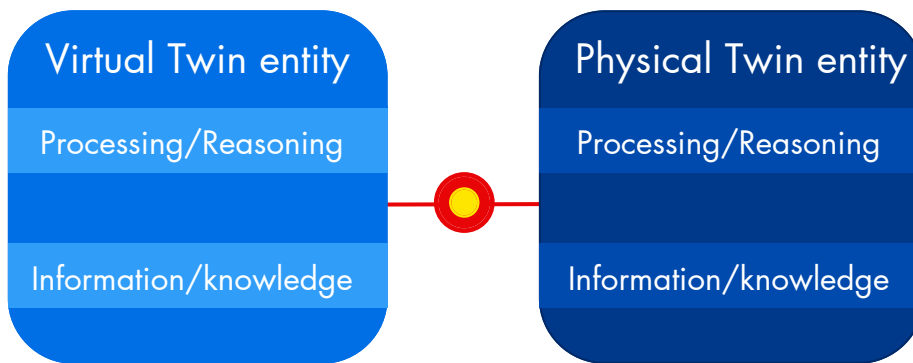 Virtual Twin entity
Processing/Reasoning
Information/knowledge
Physical Twin entity
Processing/Reasoning
Information/knowledge